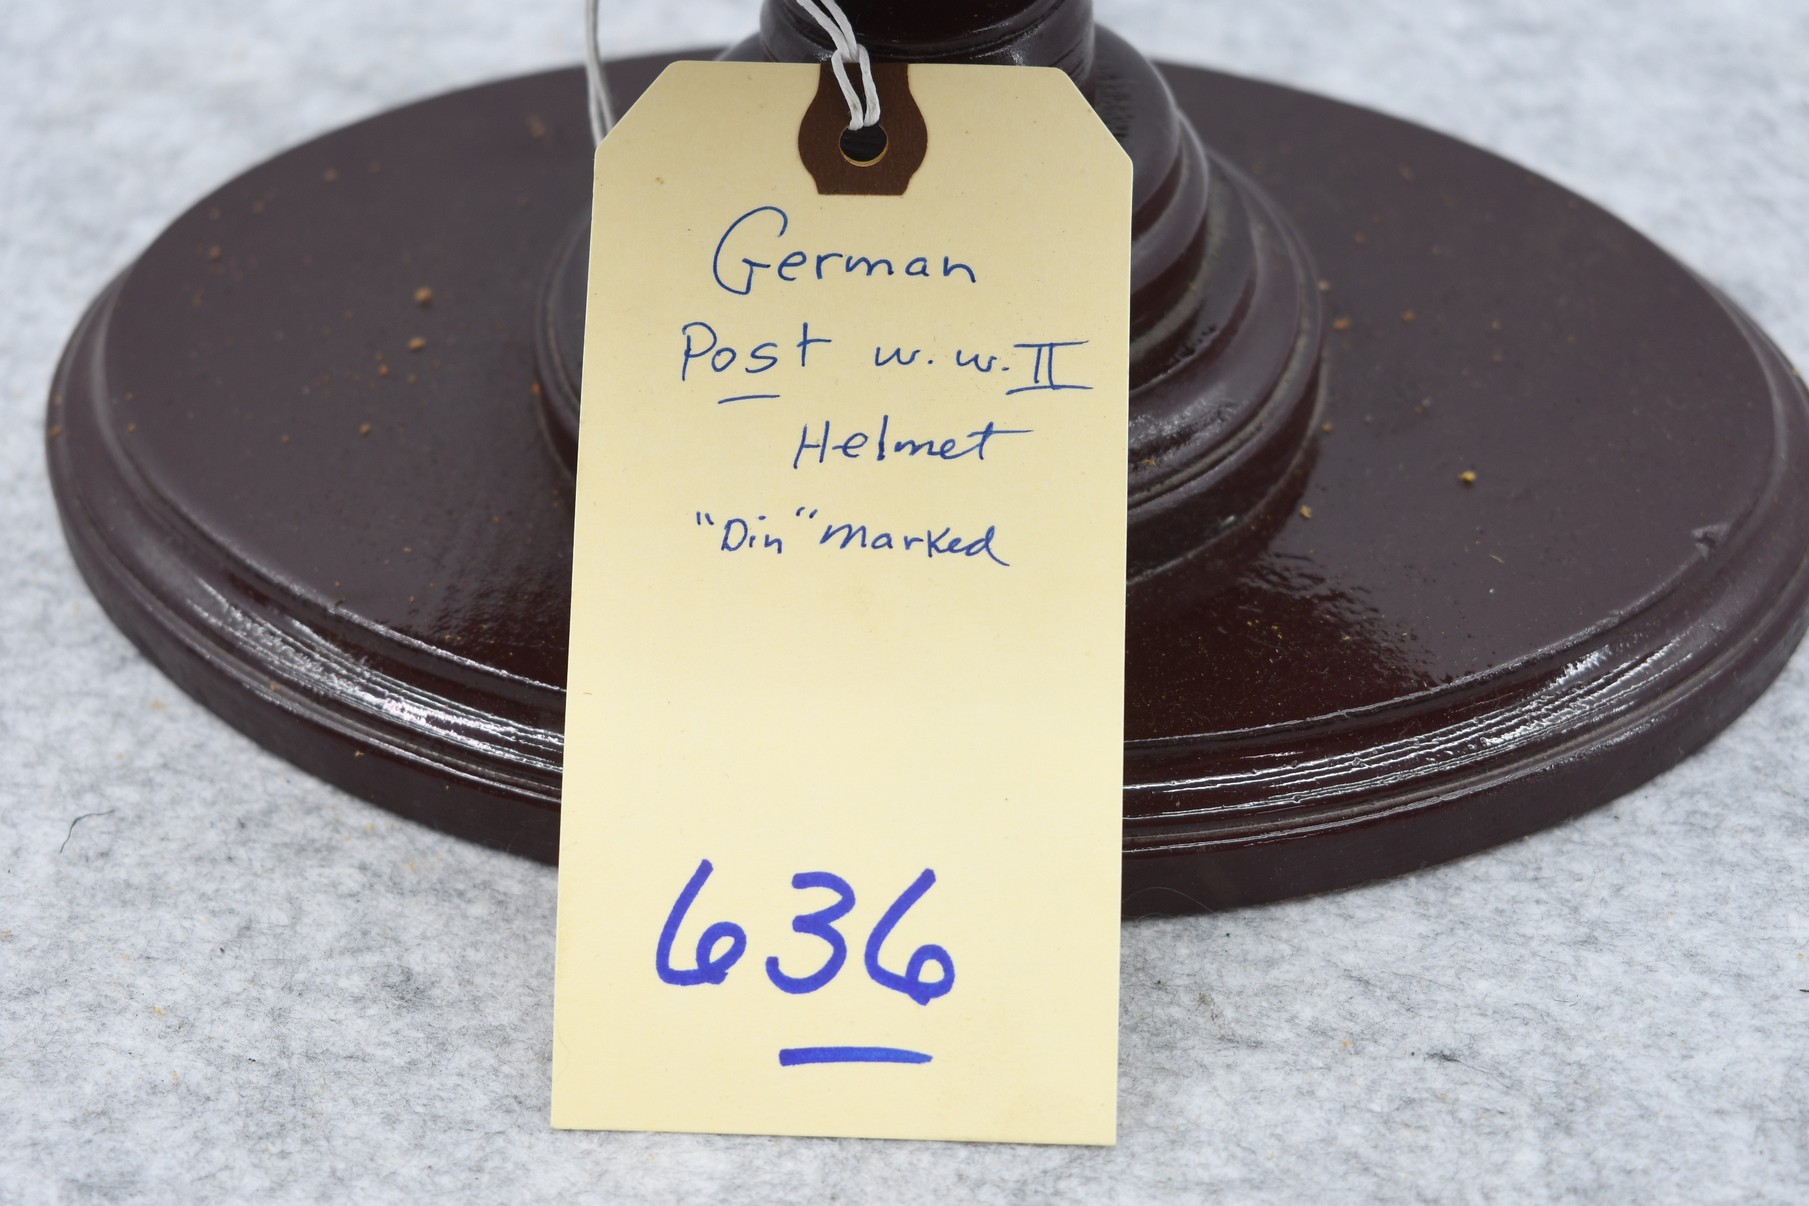 German
Post w.w. II
Helmet
"Din" Marked
636